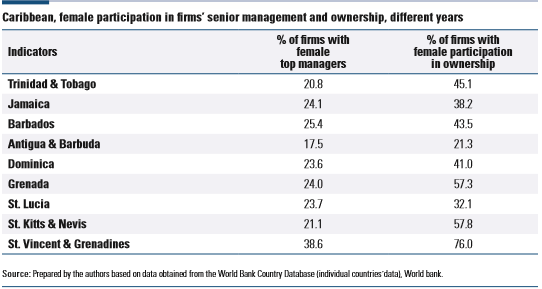 Caribbean, female participation in firms' senior management and ownership, different years
Indicators % of firms with female top managers % of firms with female participation in ownership
Trinidad & Tobago 20.8 45.1
Jamaica 24.1 38.2
Barbados 25.4 43.5
Antigua & Barbuda 17.5 21.3
Dominica 23.6 41.0
Grenada 24.0 57.3
St. Lucia 23.7 32.1
St. Kitts & Nevis 21.1 57.8
St. Vincent & Grenadines 38.6 76.0
Source: Prepared by the authors based on data obtained from the World Bank Country Database (individual countries'data), World bank.